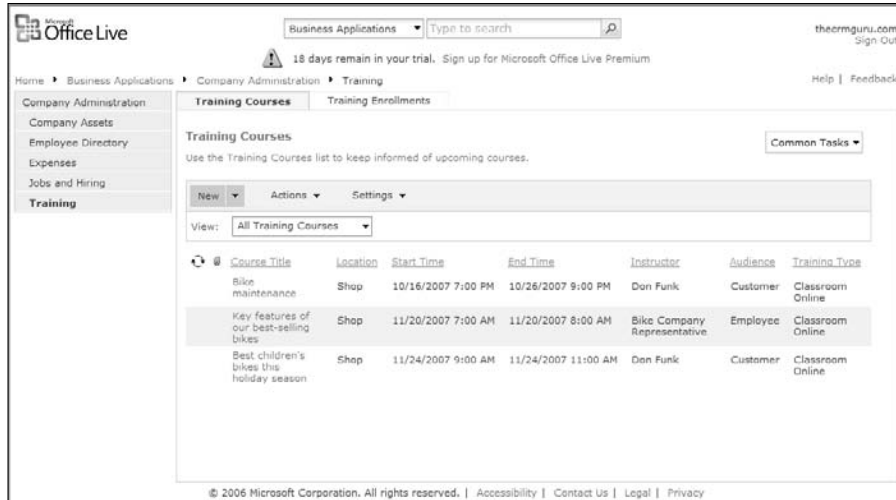 Microsoft
Office Live
Business Applications Type to search
thecrmguru.com
Sign Out
18 days remain in your trial. Sign up for Microsoft Office Live Premium
Home Business Applications Company Administration Training
Help | Feedback
Company Administration
Company Assets
Employee Directory
Expenses
Jobs and Hiring
Training
Training Courses Training Enrollments
Training Courses
Use the Training Courses list to keep informed of upcoming courses.
Common Tasks
New Actions Settings
View: All Training Courses
Course Title Location Start Time End Time Instructor Audience Training Type
Bike maintenance Shop 10/16/2007 7:00 PM 10/26/2007 9:00 PM Don Funk Customer Classroom Online
Key features of our best-selling bikes Shop 11/20/2007 7:00 AM 11/20/2007 8:00 AM Bike Company Representative Employee Classroom Online
Best children's bikes this holiday season Shop 11/24/2007 9:00 AM 11/24/2007 11:00 AM Don Funk Customer Classroom Online
© 2006 Microsoft Corporation. All rights reserved. | Accessibility | Contact Us | Legal | Privacy